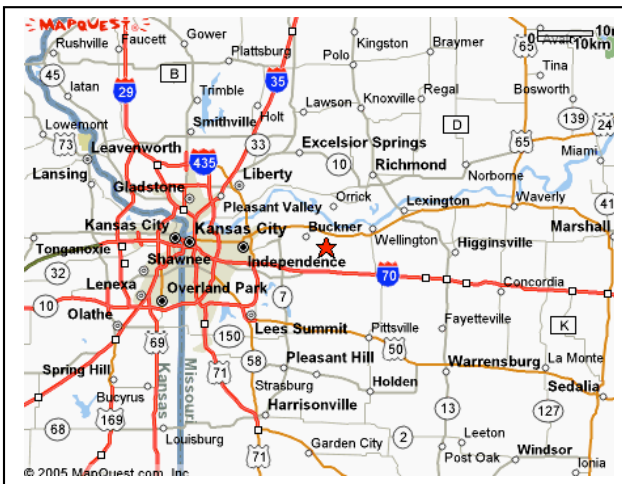 MAPQUEST
Rushville
Faucett
Gower
Plattsburg
Kingston
Polo
Braymer
65
10km
Tina
45
Iatan
B
29
Trimble
35
Lawson
Knoxville
Regal
Bosworth
139
Lowemont
Smithville
Holt
D
24
73
Leavenworth
33
Excelsior Springs
65
Miami
Lansing
435
10
Richmond
Norborne
Gladstone
Liberty
Orrick
Lexington
Waverly
41
Pleasant Valley
Kansas City
Kansas City
Buckner
Wellington
Marshall
Tonganoxie
Shawnee
Independence
Higginsville
32
Lenexa
70
Concordia
10
Overland Park
7
Olathe
150
Lees Summit
Pittsville
Fayetteville
K
69
50
58
Pleasant Hill
Warrensburg
La Monte
Spring Hill
71
Strasburg
Holden
Sedalia
Bucyrus
Kansas
Missouri
Harrisonville
13
127
169
68
Louisburg
Garden City
2
Leeton
Post Oak
Windsor
71
Ionia
© 2005 MapQuest.com, Inc